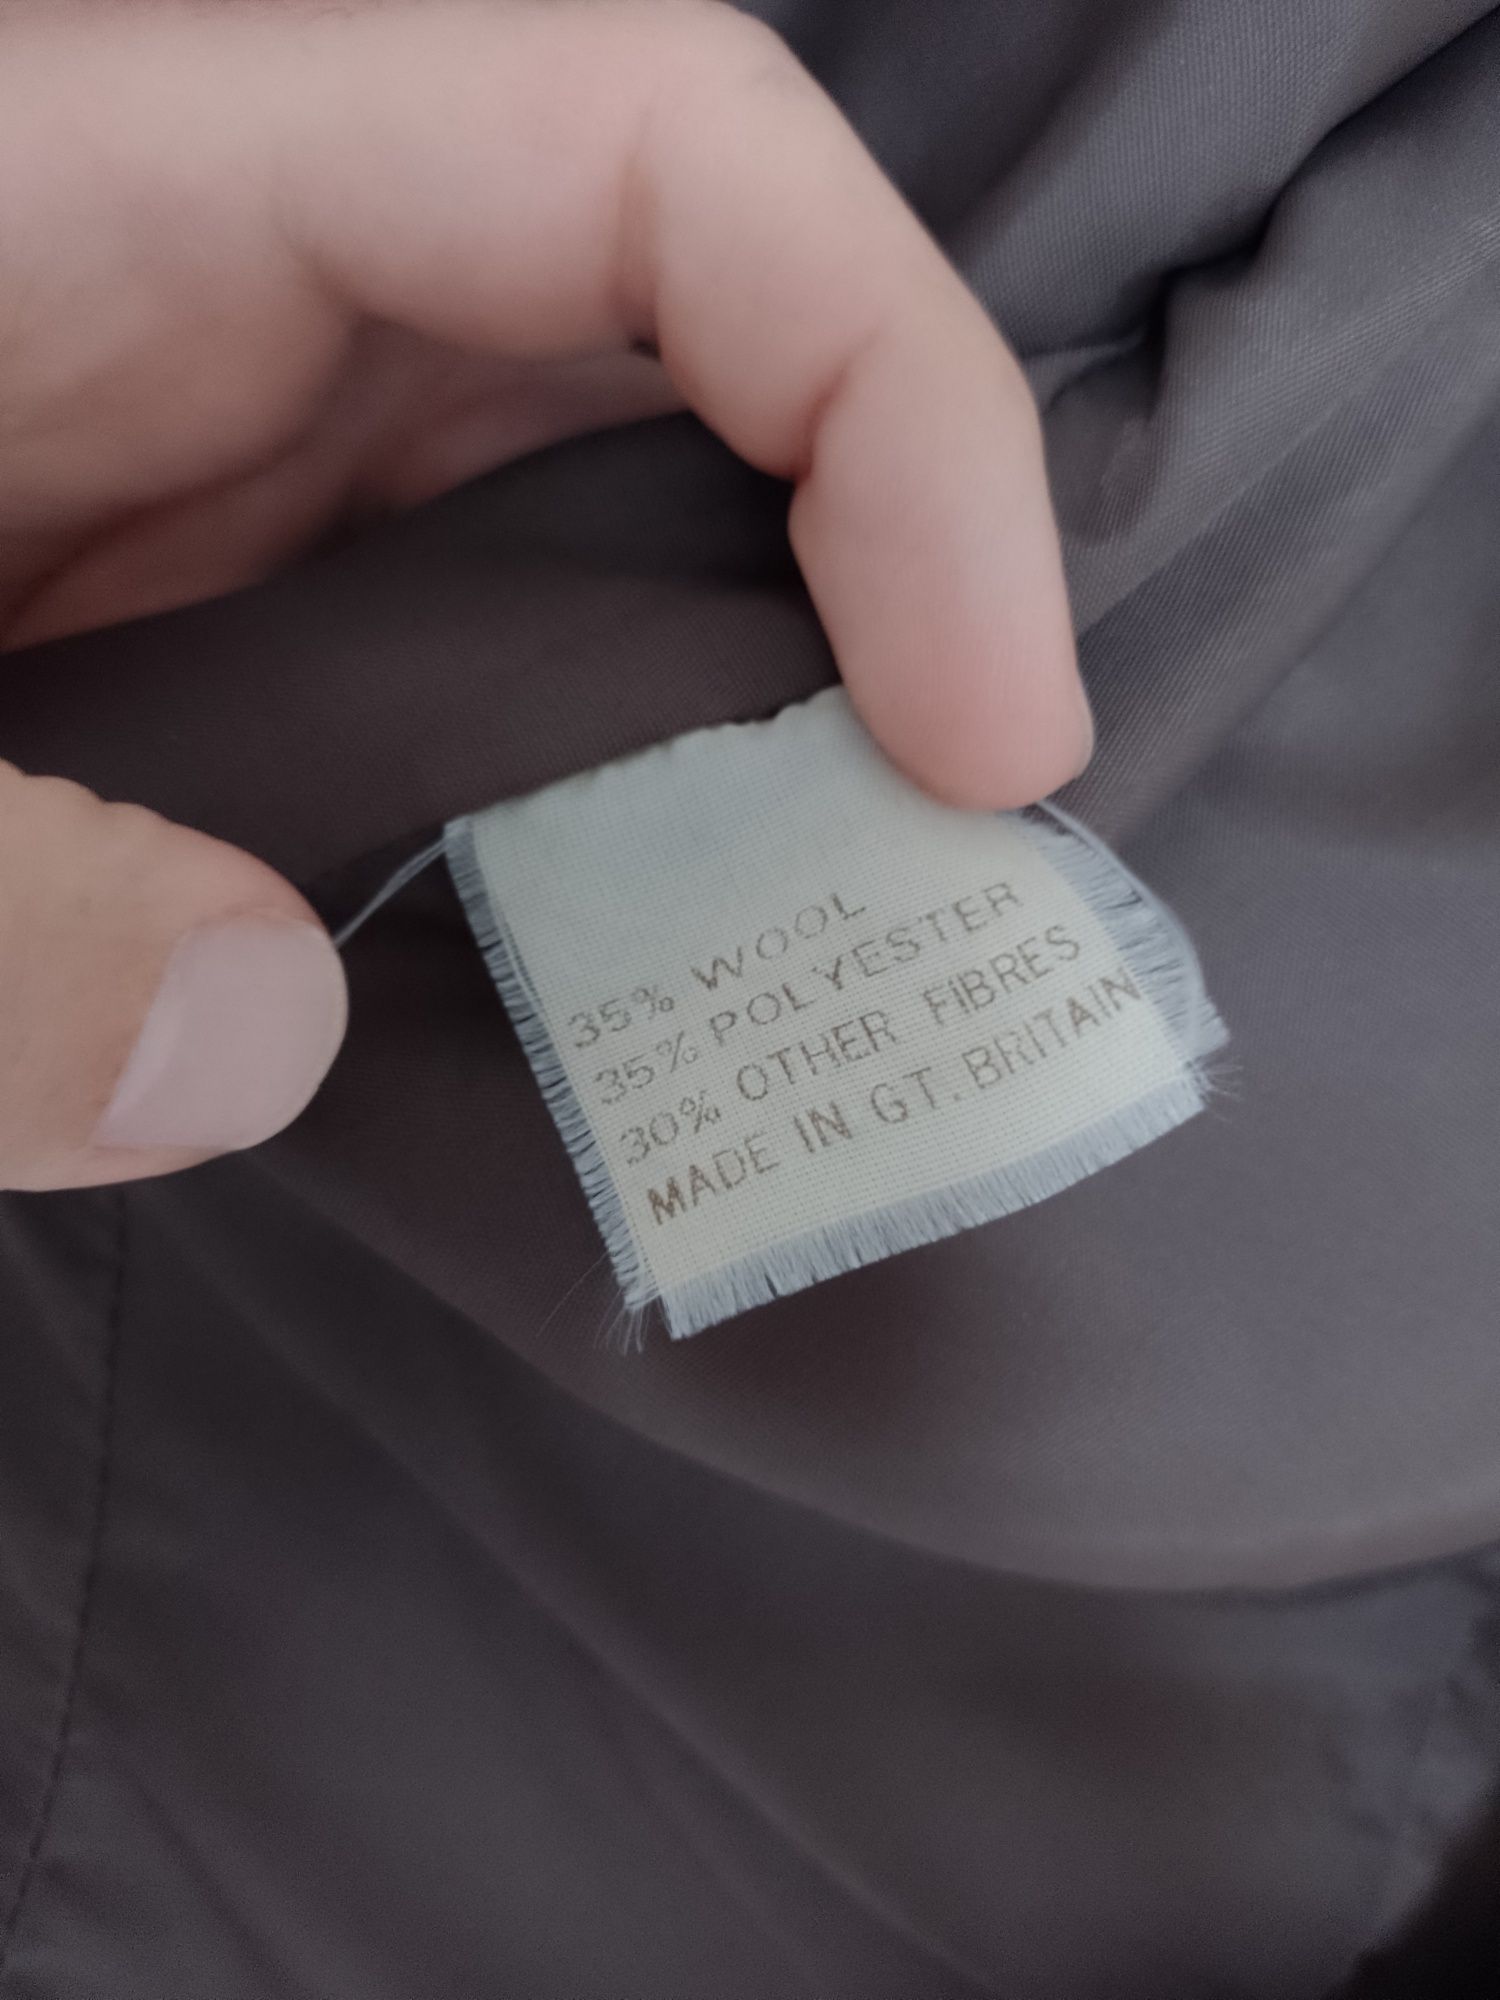 35% WOOL
35% POLYESTER
30% OTHER FIBRES
MADE IN GT. BRITAIN